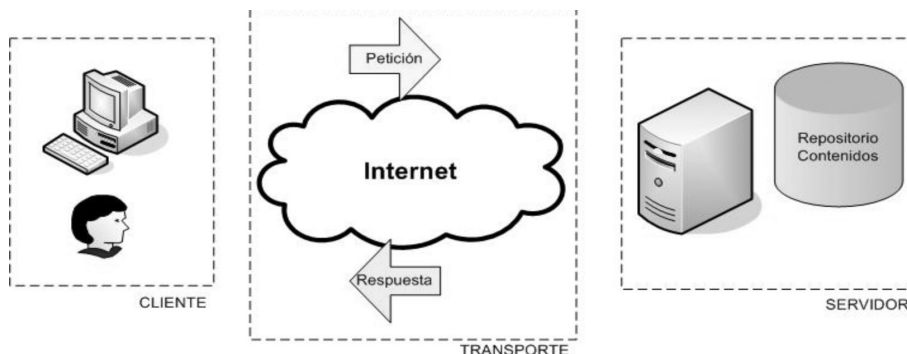 Petición
Internet
Repositorio
Contenidos
Respuesta
CLIENTE
SERVIDOR
TRANSPORTE